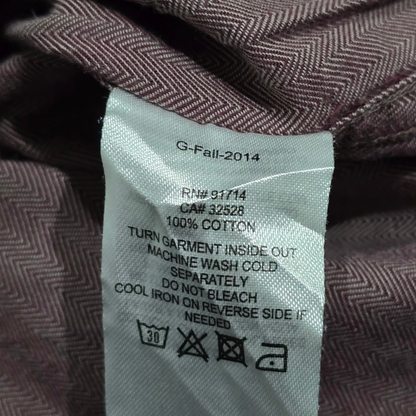 G-Fall-2014
RN# 91714
CA# 32528
100% COTTON
TURN GARMENT INSIDE OUT
MACHINE WASH COLD
SEPARATELY
DO NOT BLEACH
COOL IRON ON REVERSE SIDE IF
NEEDED
30